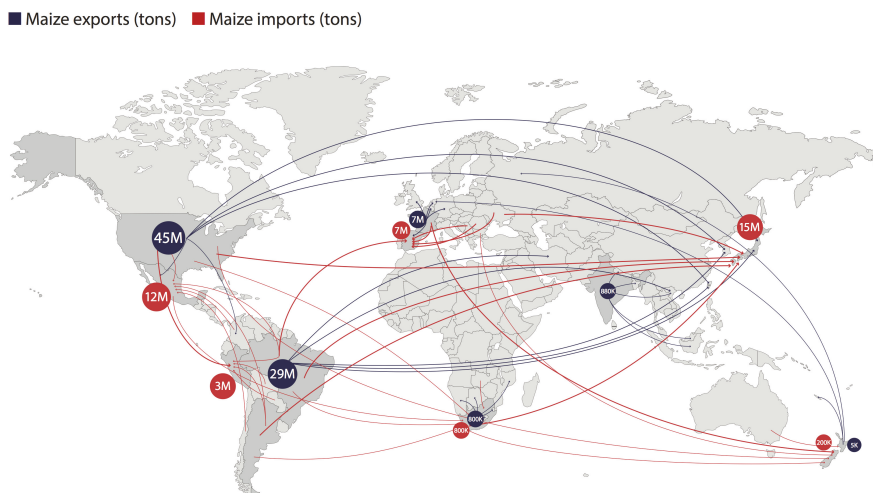 Maize exports (tons) Maize imports (tons)
45M
7M
7M
15M
12M
880K
29M
3M
800K
800K
200K
5K